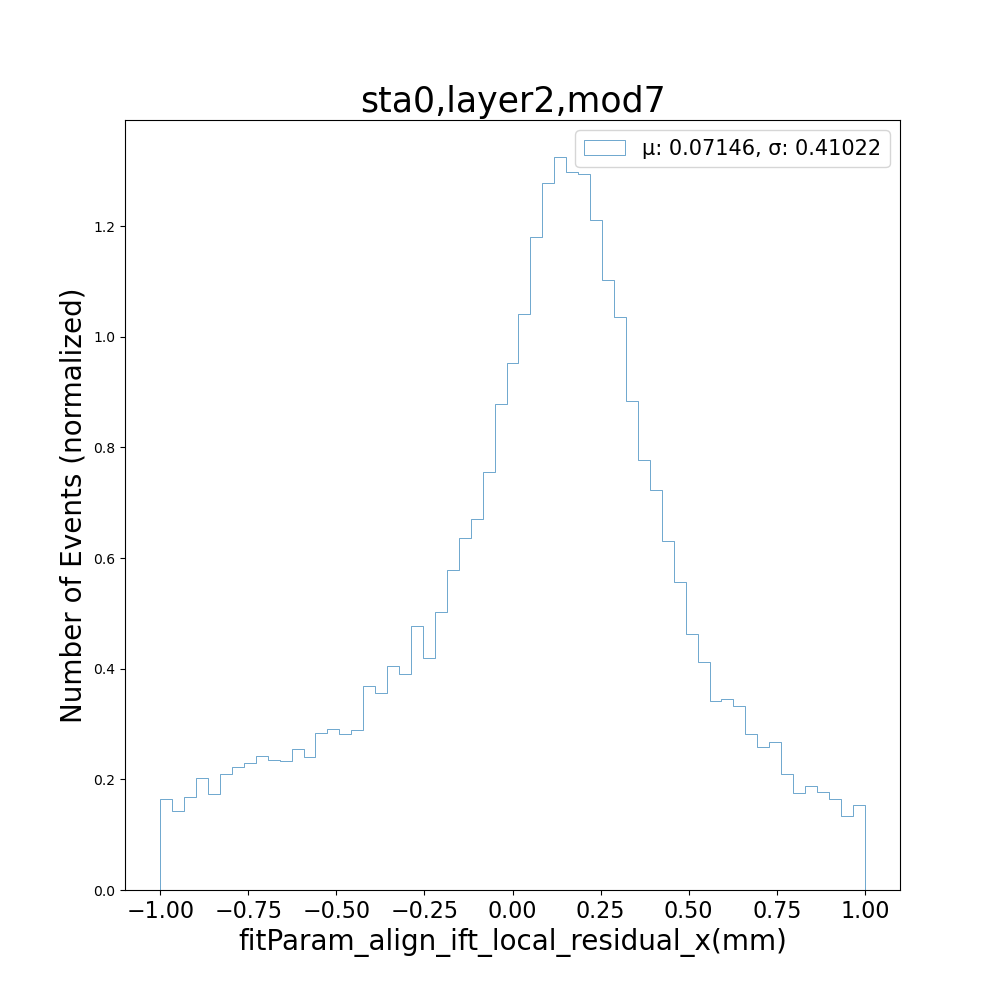 sta0,layer2,mod7
μ: 0.07146, σ: 0.41022
Number of Events (normalized)
1.2
1.0
0.8
0.6
0.4
0.2
0.0
−1.00 −0.75 −0.50 −0.25 0.00 0.25 0.50 0.75 1.00
fitParam_align_ift_local_residual_x(mm)